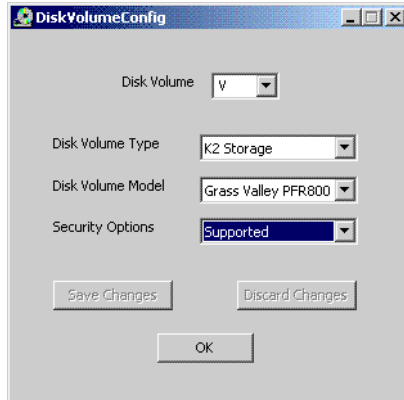 DiskVolumeConfig
Disk Volume V
Disk Volume Type K2 Storage
Disk Volume Model Grass Valley PFR800
Security Options Supported
Save Changes Discard Changes
OK